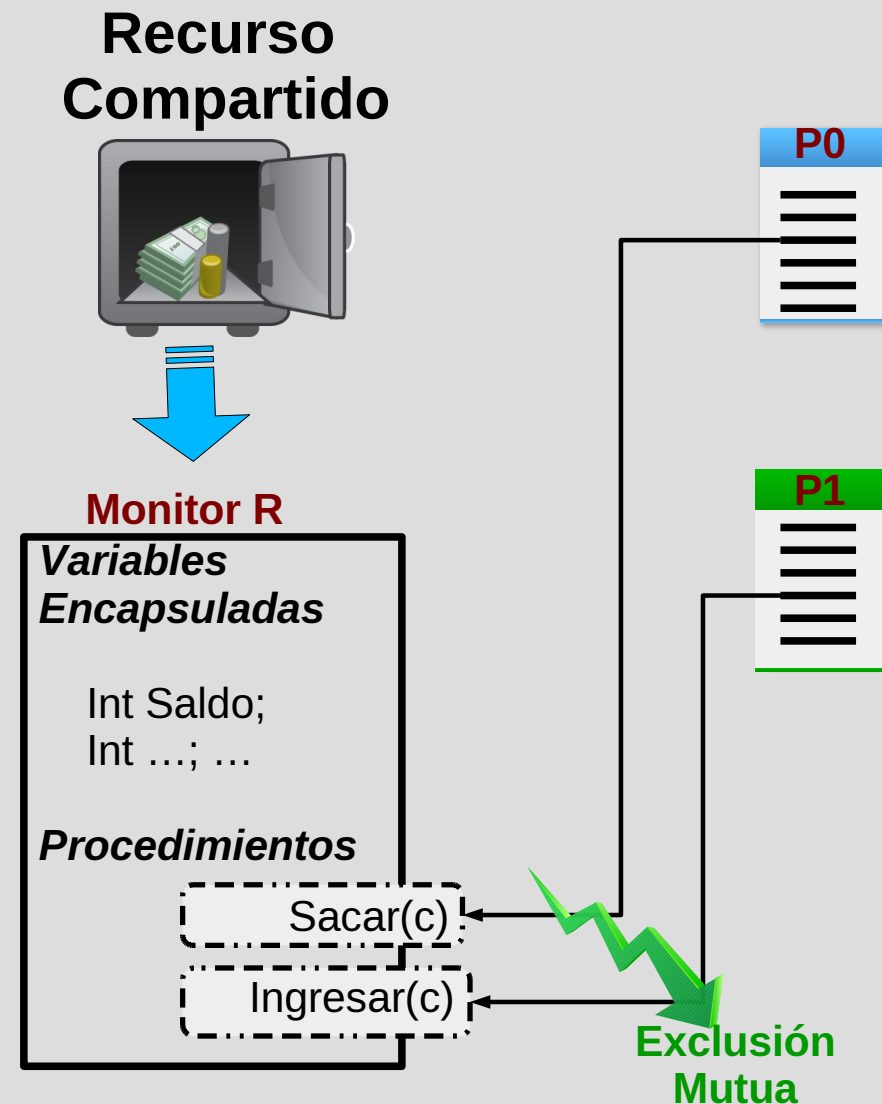 Recurso
Compartido
P0
P1
Monitor R
Variables
Encapsuladas
Int Saldo;
Int …; …
Procedimientos
Sacar(c)
Ingresar(c)
Exclusión
Mutua